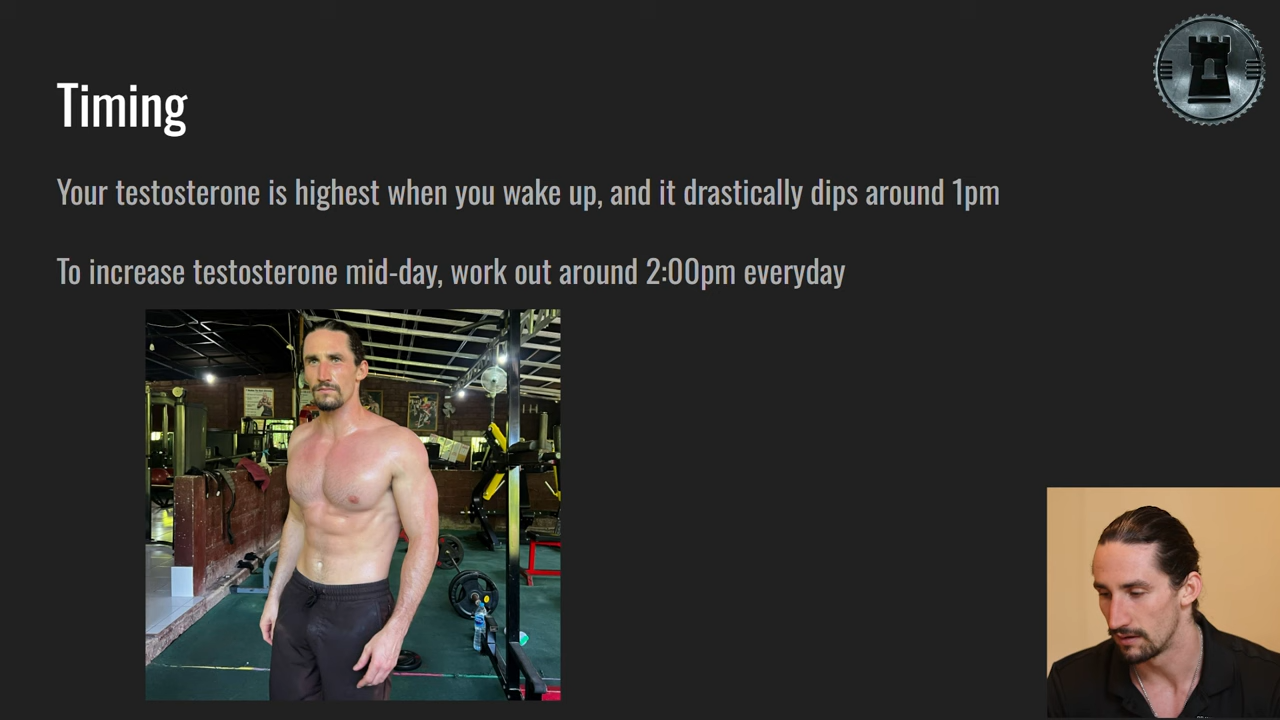 Timing
Your testosterone is highest when you wake up, and it drastically dips around 1pm
To increase testosterone mid-day, work out around 2:00pm everyday